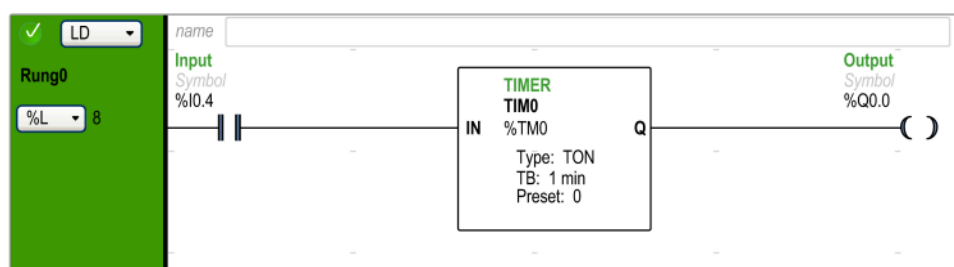 LD
name
Rung0
%L 8
Input
Symbol
%I0.4
TIMER
TIM0
IN %TM0 Q
Type: TON
TB: 1 min
Preset: 0
Output
Symbol
%Q0.0